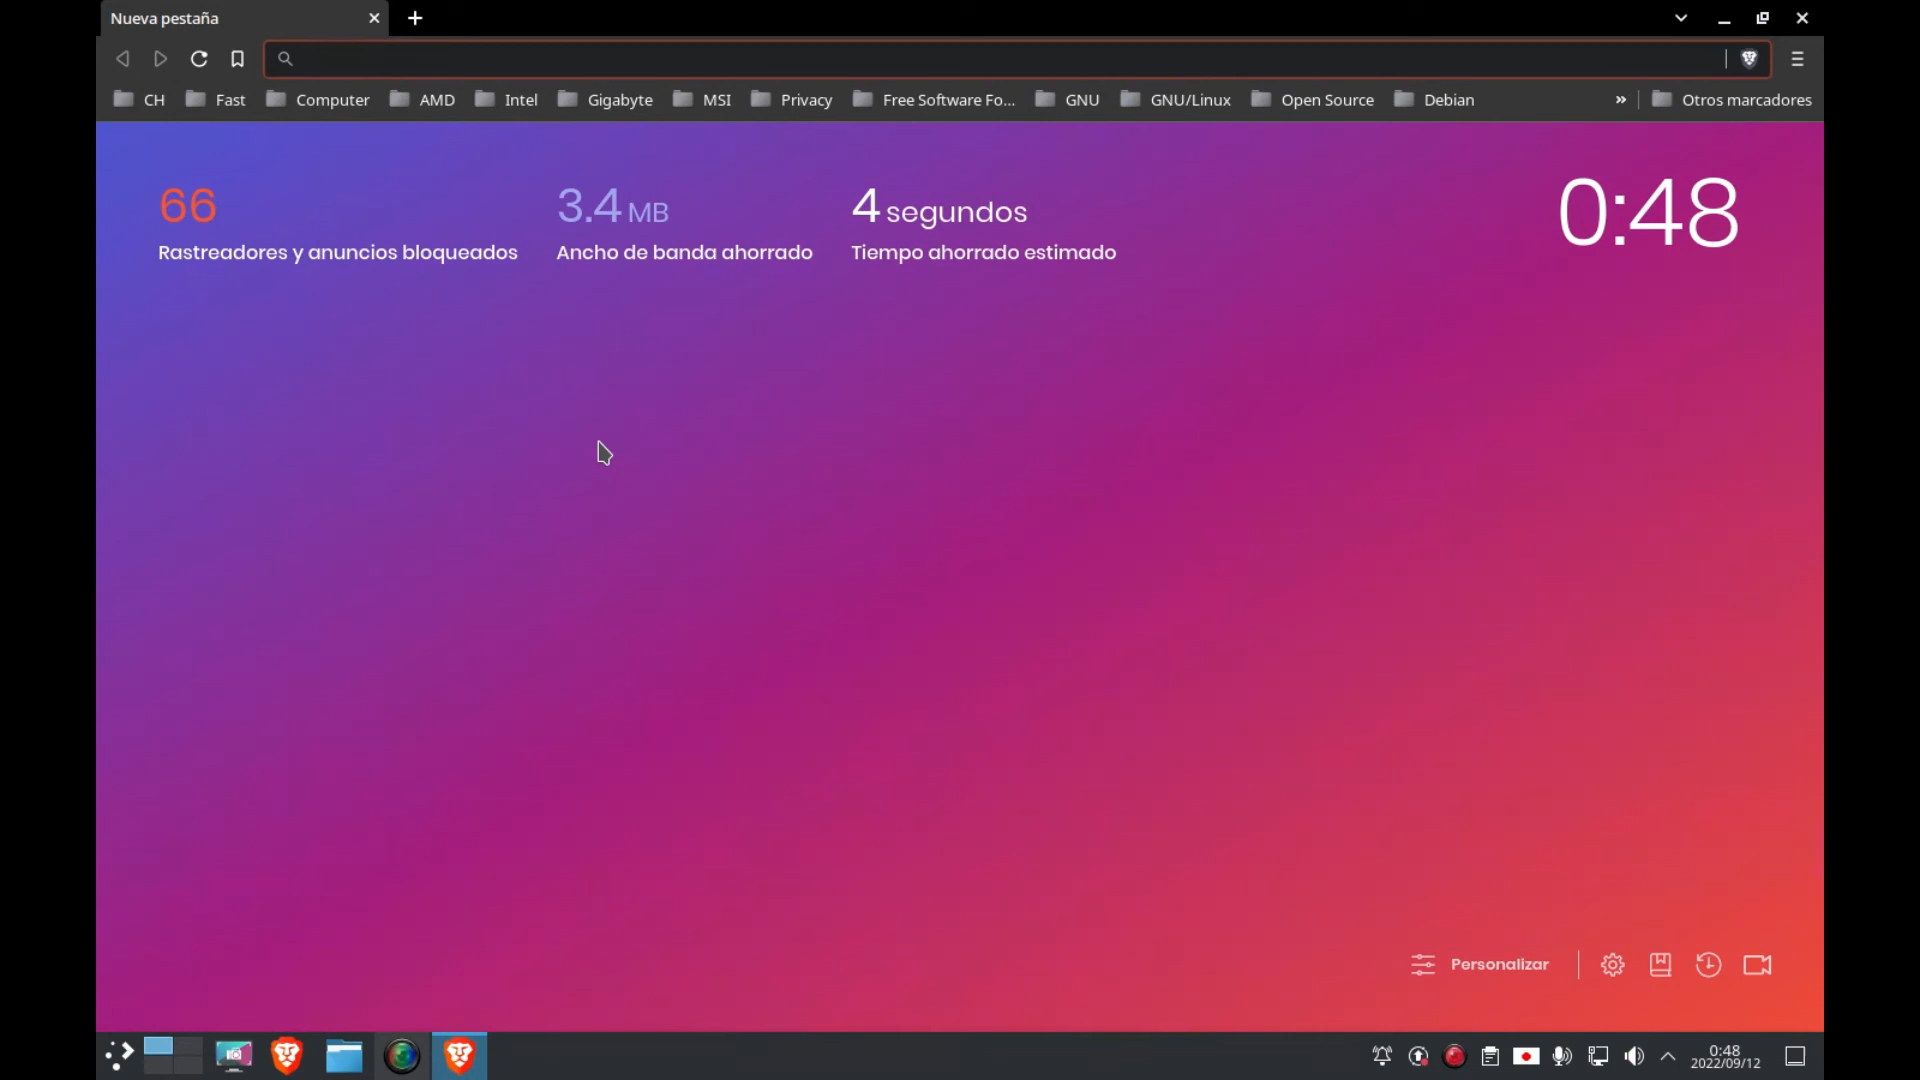 Nueva pestaña
CH Fast Computer AMD Intel Gigabyte MSI Privacy Free Software Fo... GNU GNU/Linux Open Source Debian » Otros marcadores
66 3.4 MB 4 segundos 0:48
Rastreadores y anuncios bloqueados Ancho de banda ahorrado Tiempo ahorrado estimado
Personalizar
0:48
2022/09/12